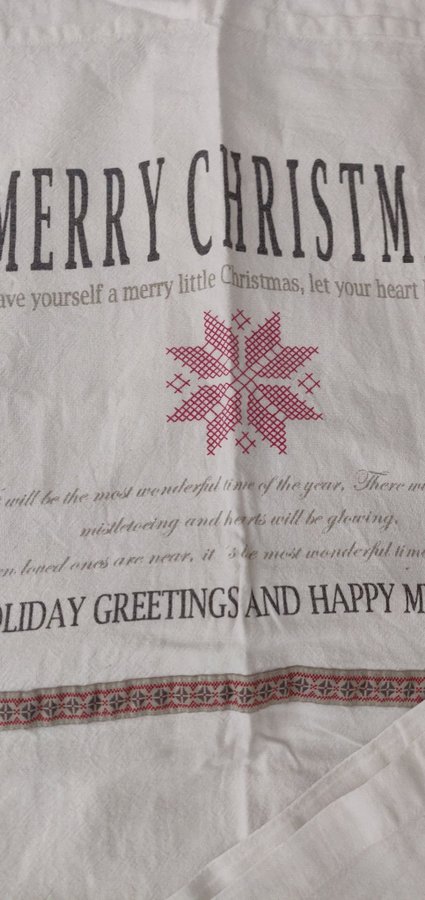 MERRY CHRISTM
ave yourself a merry little Christmas, let your heart
will be the most wonderful time of the year, There
mistletoeing and hearts will be glowing,
en loved ones are near, it 's be most wonderful time
OLIDAY GREETINGS AND HAPPY M